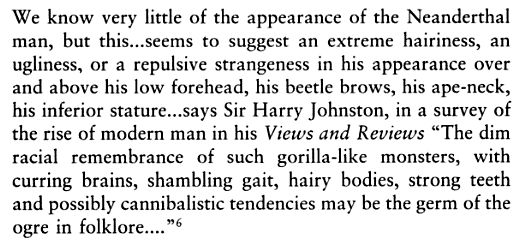 We know very little of the appearance of the Neanderthal
man, but this...seems to suggest an extreme hairiness, an
ugliness, or a repulsive strangeness in his appearance over
and above his low forehead, his beetle brows, his ape-neck,
his inferior stature...says Sir Harry Johnston, in a survey of
the rise of modern man in his Views and Reviews “The dim
racial remembrance of such gorilla-like monsters, with
curring brains, shambling gait, hairy bodies, strong teeth
and possibly cannibalistic tendencies may be the germ of the
ogre in folklore....”6